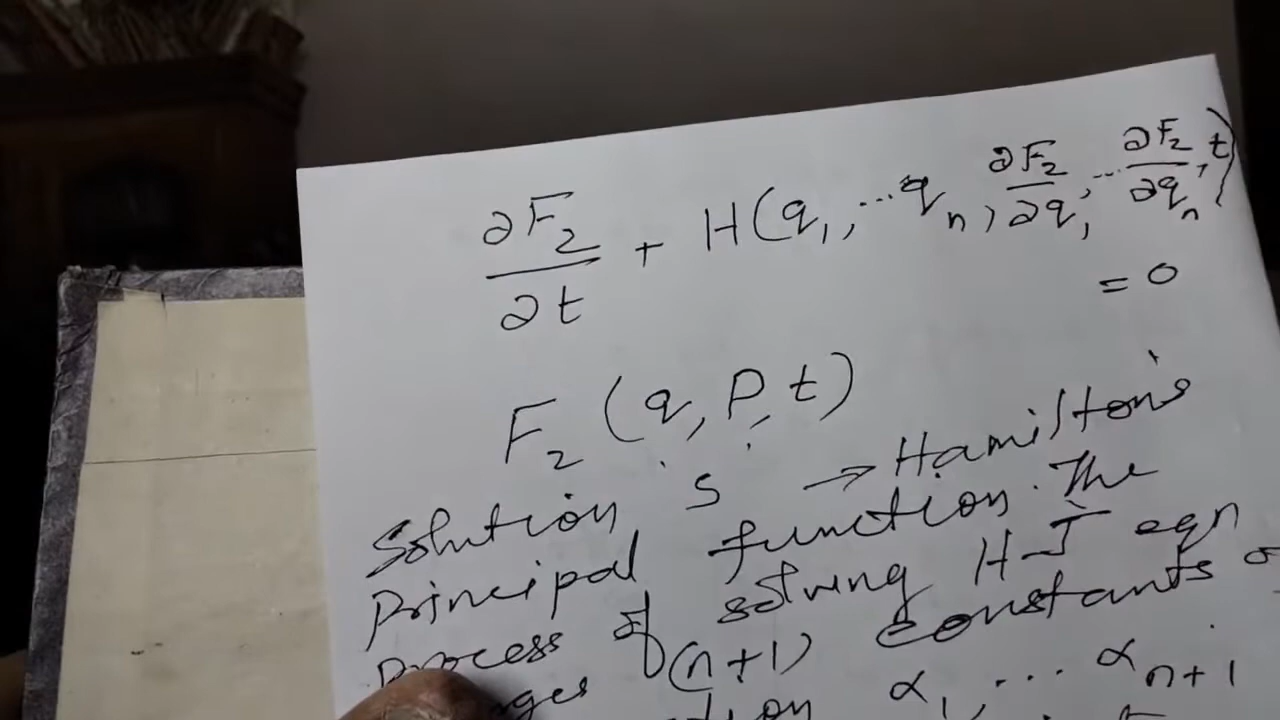 ∂F₂/∂t + H(q₁, ... qₙ, ∂F₂/∂q₁, ... ∂F₂/∂qₙ, t)
= 0
F₂ (q, P, t)
Solution 'S' → Hamilton's
Principal function. The
process of solving H-J eqn
(n+1) constants
α₁, ... αₙ₊₁